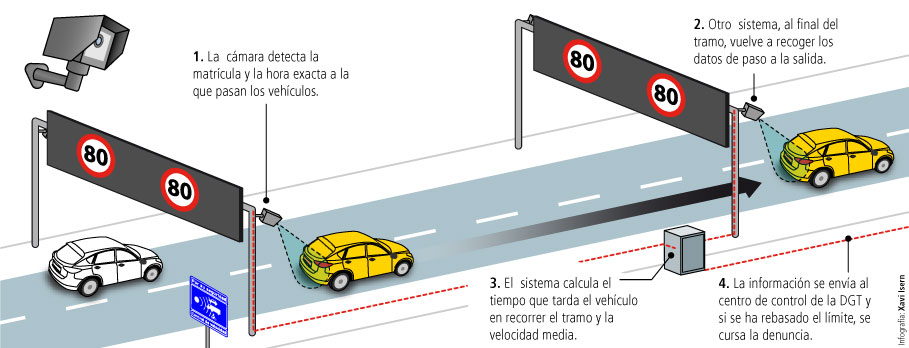 1. La cámara detecta la
matrícula y la hora exacta a la
que pasan los vehículos.
2. Otro sistema, al final del
tramo, vuelve a recoger los
datos de paso a la salida.
80
80
80
80
3. El sistema calcula el
tiempo que tarda el vehículo
en recorrer el tramo y la
velocidad media.
4. La información se envía al
centro de control de la DGT y
si se ha rebasado el límite, se
cursa la denuncia.
Infografía: Xavi Isern